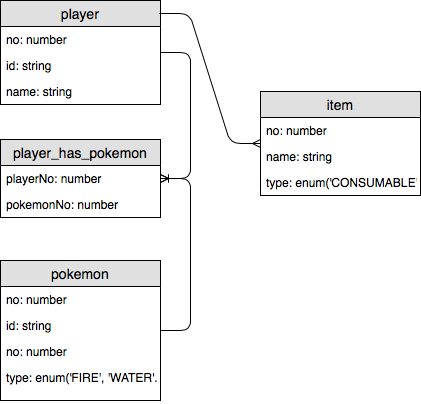 player
no: number
id: string
name: string
item
no: number
name: string
type: enum('CONSUMABLE'
player_has_pokemon
playerNo: number
pokemonNo: number
pokemon
no: number
id: string
no: number
type: enum('FIRE', 'WATER'.